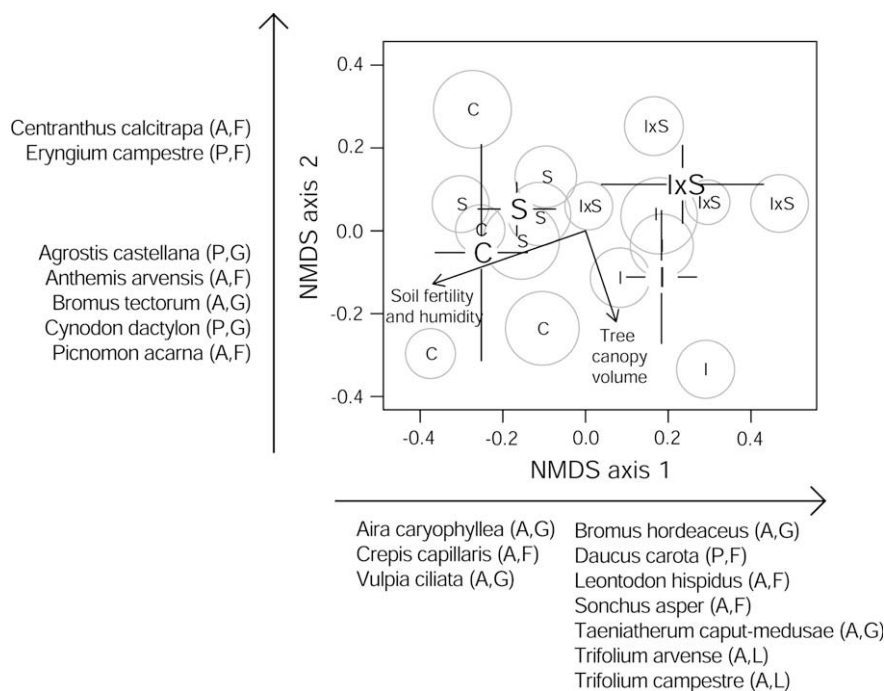 Centranthus calcitrapa (A,F)
Eryngium campestre (P,F)
Agrostis castellana (P,G)
Anthemis arvensis (A,F)
Bromus tectorum (A,G)
Cynodon dactylon (P,G)
Picnomon acarna (A,F)
NMDS axis 2
0.4
0.2
0.0
-0.2
-0.4
C
IxS
IxS
S
S
S
IxS
IxS
IxS
I
C
S
S
C
I
I
I
Soil fertility
and humidity
C
C
Tree
canopy
volume
I
-0.4
-0.2
0.0
0.2
0.4
NMDS axis 1
Aira caryophyllea (A,G)
Crepis capillaris (A,F)
Vulpia ciliata (A,G)
Bromus hordeaceus (A,G)
Daucus carota (P,F)
Leontodon hispidus (A,F)
Sonchus asper (A,F)
Taeniatherum caput-medusae (A,G)
Trifolium arvense (A,L)
Trifolium campestre (A,L)